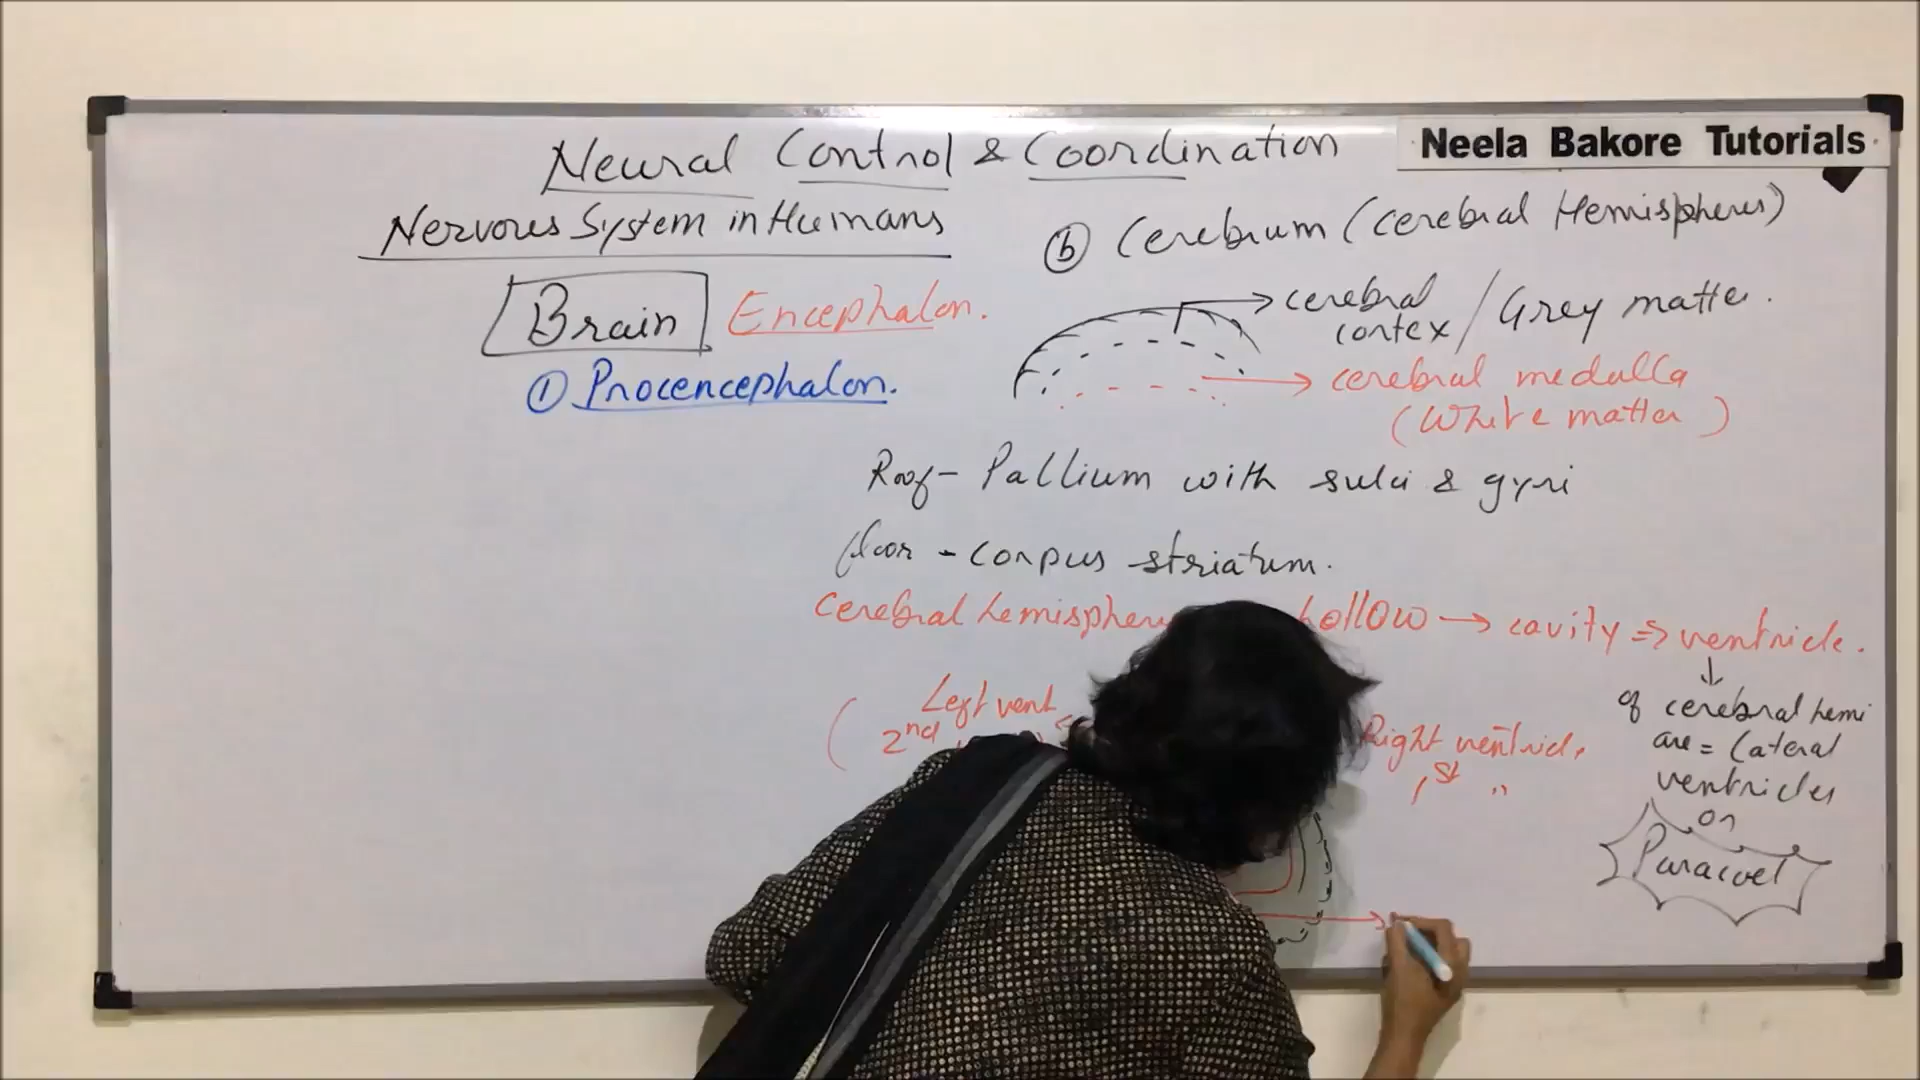 Neural Control & Coordination
Neela Bakore Tutorials
Nervous System in Humans
Brain Encephalon.
① Procencephalon.
ⓑ Cerebrum (cerebral Hemispheres)
cerebral cortex / Grey matter.
cerebral medulla
(White matter)
Roof - Pallium with sulci & gyri
floor - corpus striatum.
cerebral hemisphere hollow → cavity ⇒ ventricle.
↓
of cerebral hemi
are = Lateral
ventricles
or
Paracoel
( Left vent
2nd
Right ventricle
1st "